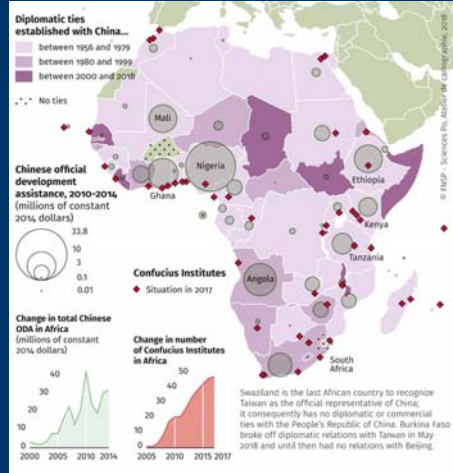 Diplomatic ties
established with China...
between 1956 and 1979
between 1980 and 1999
between 2000 and 2018
No ties
Chinese official
development
assistance, 2010-2014
(millions of constant
2014 dollars)
33.8
10
3
0.1
0.01
Mali
Nigeria
Ghana
Ethiopia
Kenya
Tanzania
Angola
South
Africa
Confucius Institutes
Situation in 2017
Change in total Chinese
ODA in Africa
(millions of constant
2014 dollars)
40
30
20
10
0
2000
2005
2010
2014
Change in number
of Confucius Institutes
in Africa
50
40
30
20
10
0
2005
2010
2015
2017
Swaziland is the last African country to recognize
Taiwan as the official representative of China;
it consequently has no diplomatic or commercial
ties with the People's Republic of China. Burkina Faso
broke off diplomatic relations with Taiwan in May
2018 and until then had no relations with Beijing.
© FNSP - Sciences Po, Atelier de cartographie, 2018